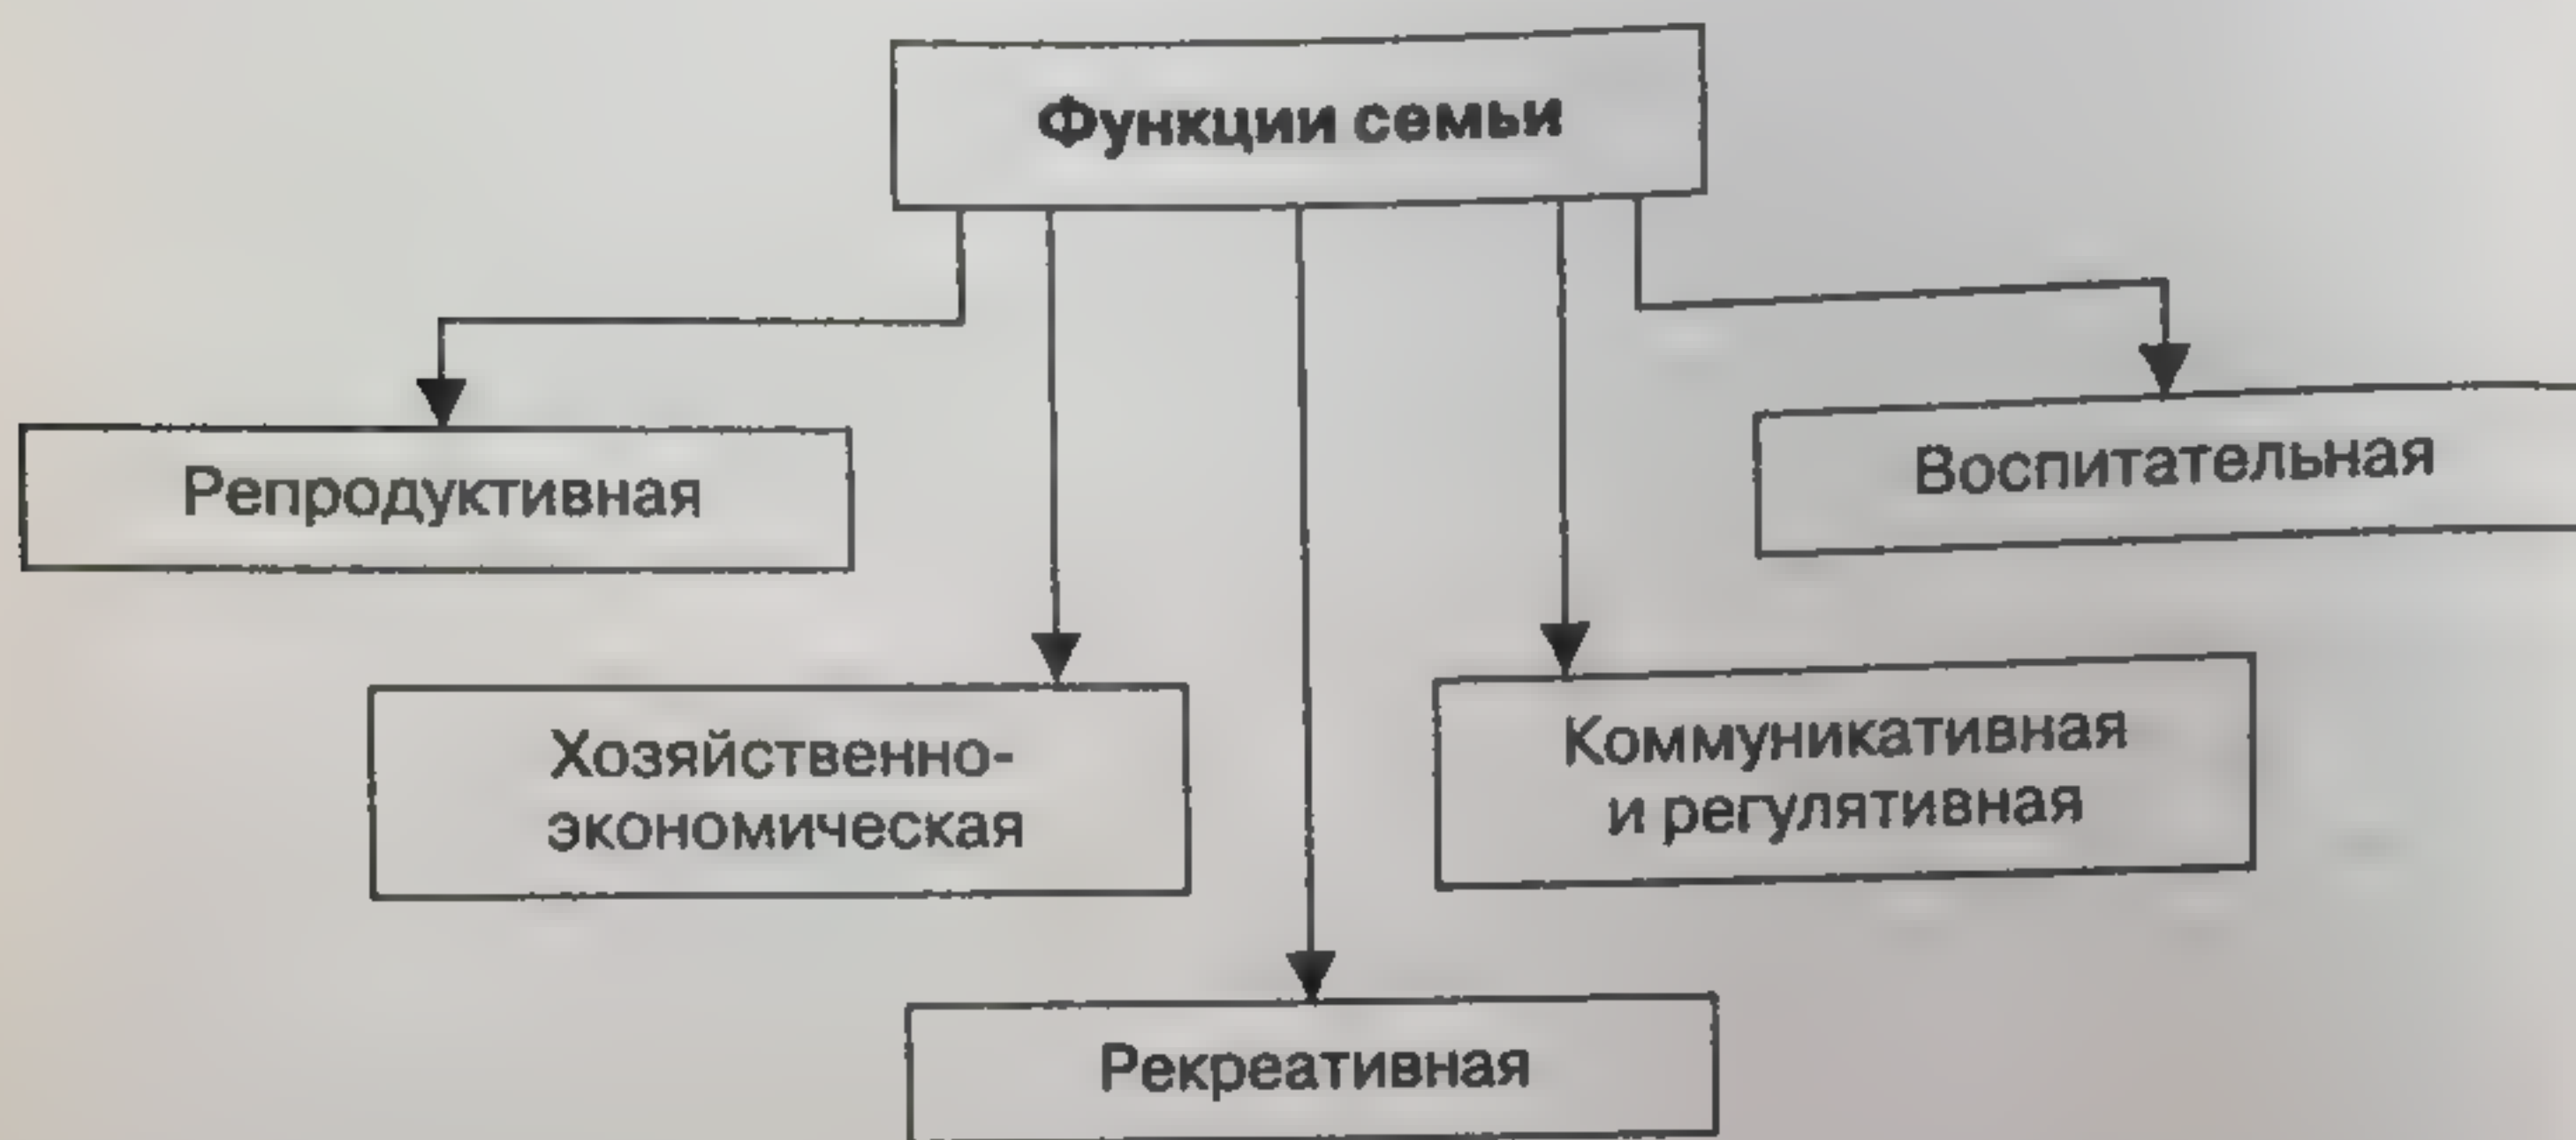 Функции семьи
Репродуктивная
Воспитательная
Хозяйственно-
экономическая
Коммуникативная
и регулятивная
Рекреативная